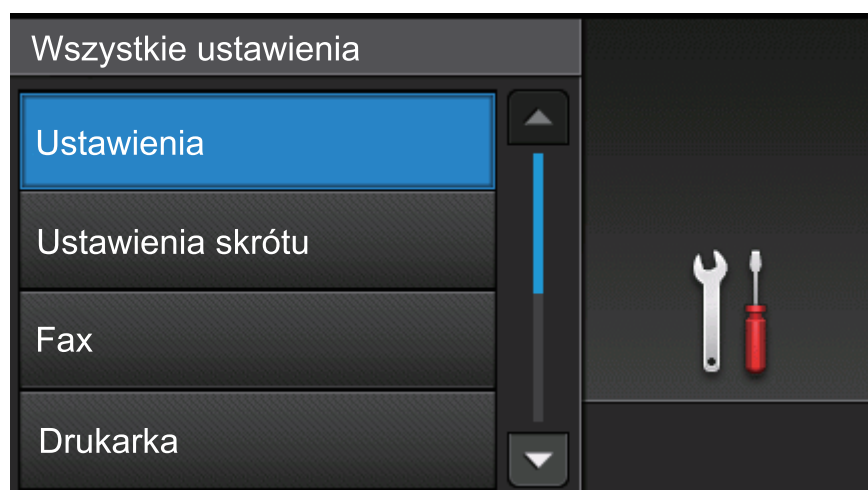 Wszystkie ustawienia
Ustawienia
Ustawienia skrótu
Fax
Drukarka